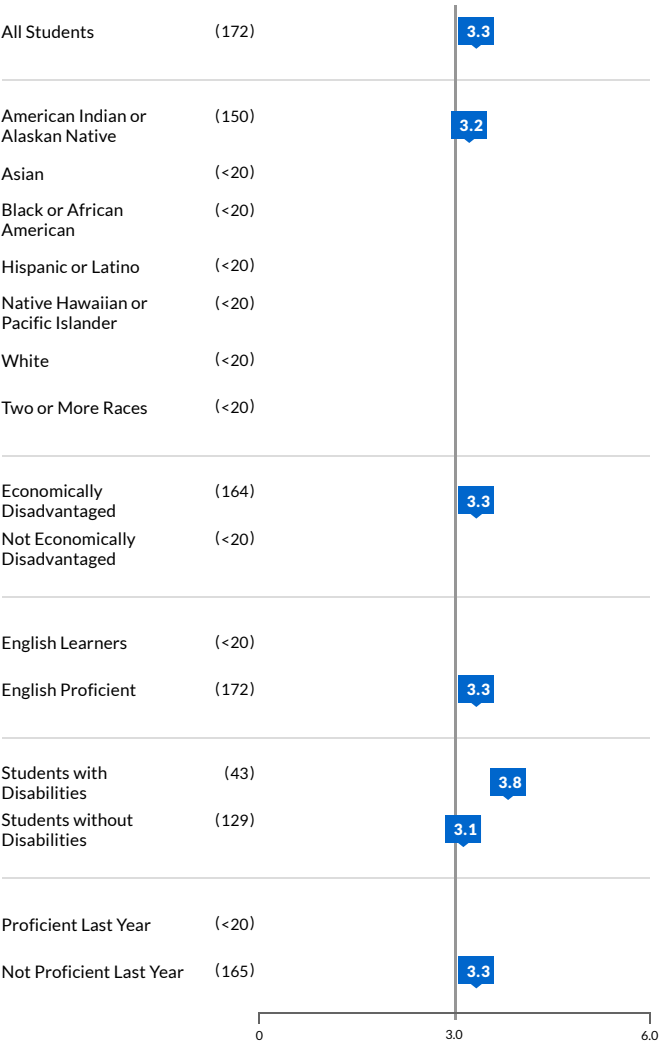 All Students (172) 3.3
American Indian or
Alaskan Native (150) 3.2
Asian (<20)
Black or African
American (<20)
Hispanic or Latino (<20)
Native Hawaiian or
Pacific Islander (<20)
White (<20)
Two or More Races (<20)
Economically
Disadvantaged (164) 3.3
Not Economically
Disadvantaged (<20)
English Learners (<20)
English Proficient (172) 3.3
Students with
Disabilities (43) 3.8
Students without
Disabilities (129) 3.1
Proficient Last Year (<20)
Not Proficient Last Year (165) 3.3
0 3.0 6.0